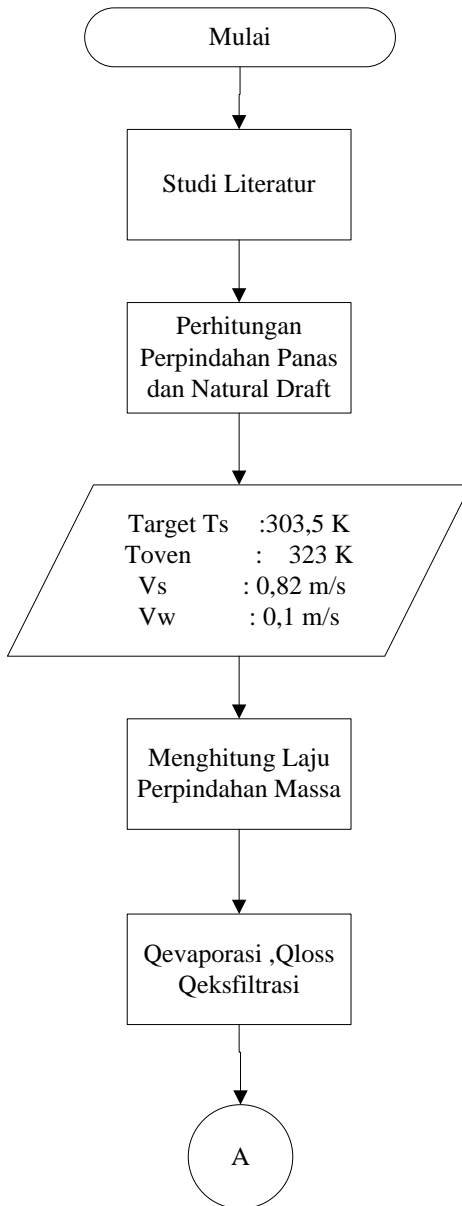 Mulai
Studi Literatur
Perhitungan
Perpindahan Panas
dan Natural Draft
Target Ts :303,5 K
Toven : 323 K
Vs : 0,82 m/s
Vw : 0,1 m/s
Menghitung Laju
Perpindahan Massa
Qevaporasi ,Qloss
Qeksfiltrasi
A